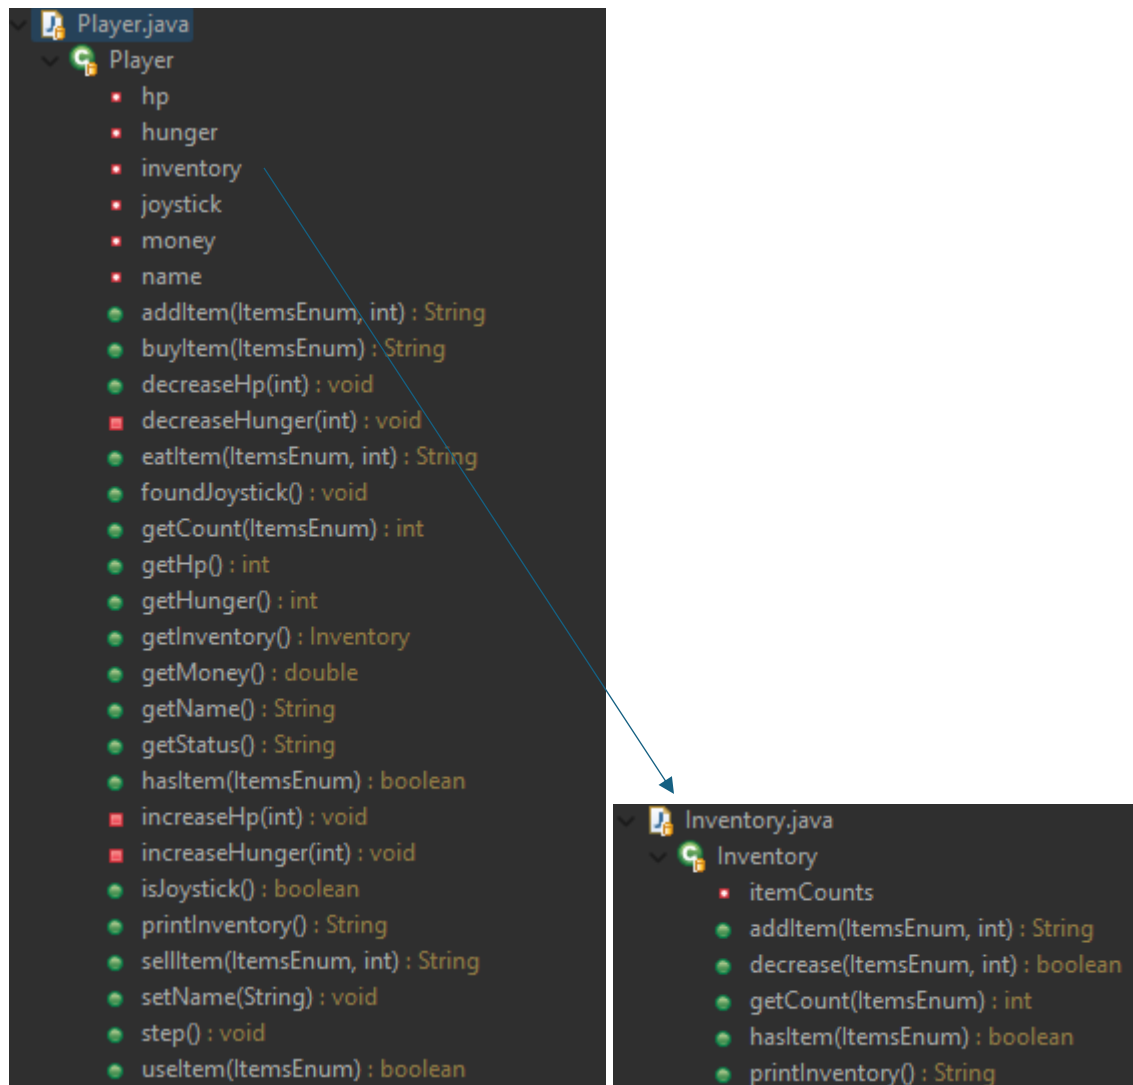 Player.java
Player
hp
hunger
inventory
joystick
money
name
addItem(ItemsEnum, int) : String
buyItem(ItemsEnum) : String
decreaseHp(int) : void
decreaseHunger(int) : void
eatItem(ItemsEnum, int) : String
foundJoystick() : void
getCount(ItemsEnum) : int
getHp() : int
getHunger() : int
getInventory() : Inventory
getMoney() : double
getName() : String
getStatus() : String
hasItem(ItemsEnum) : boolean
increaseHp(int) : void
increaseHunger(int) : void
isJoystick() : boolean
printInventory() : String
sellItem(ItemsEnum, int) : String
setName(String) : void
step() : void
useItem(ItemsEnum) : boolean
Inventory.java
Inventory
itemCounts
addItem(ItemsEnum, int) : String
decrease(ItemsEnum, int) : boolean
getCount(ItemsEnum) : int
hasItem(ItemsEnum) : boolean
printInventory() : String